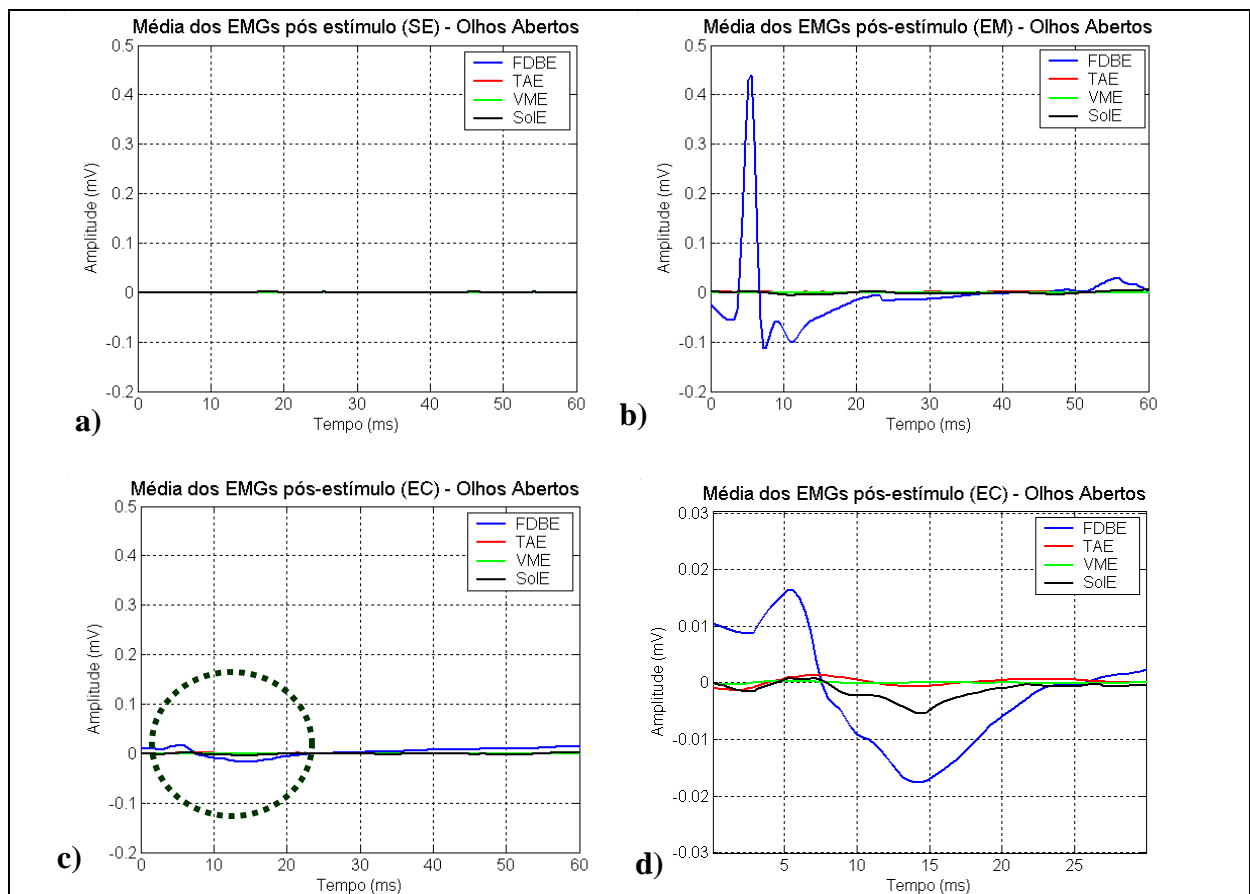 Média dos EMGs pós estímulo (SE) - Olhos Abertos
0.5
0.4
0.3
0.2
0.1
0
-0.1
-0.2
Amplitude (mV)
FDBE
TAE
VME
SolE
0 10 20 30 40 50 60
Tempo (ms)
a)
Média dos EMGs pós-estímulo (EM) - Olhos Abertos
0.5
0.4
0.3
0.2
0.1
0
-0.1
-0.2
Amplitude (mV)
FDBE
TAE
VME
SolE
0 10 20 30 40 50 60
Tempo (ms)
b)
Média dos EMGs pós-estímulo (EC) - Olhos Abertos
0.5
0.4
0.3
0.2
0.1
0
-0.1
-0.2
Amplitude (mV)
FDBE
TAE
VME
SolE
0 10 20 30 40 50 60
Tempo (ms)
c)
Média dos EMGs pós-estímulo (EC) - Olhos Abertos
0.03
0.02
0.01
0
-0.01
-0.02
-0.03
Amplitude (mV)
FDBE
TAE
VME
SolE
5 10 15 20 25
Tempo (ms)
d)